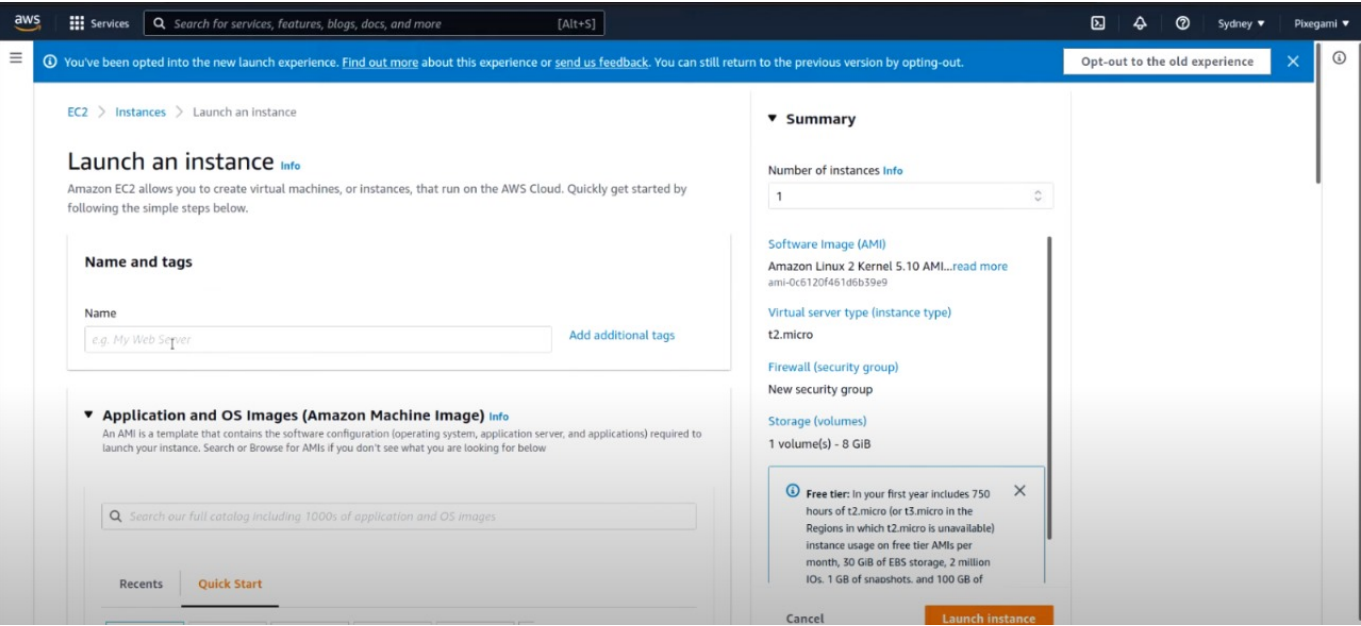 aws
Services
Search for services, features, blogs, docs, and more
[Alt+S]
Sydney
Pixegami
You've been opted into the new launch experience. Find out more about this experience or send us feedback. You can still return to the previous version by opting-out.
Opt-out to the old experience
EC2 > Instances > Launch an instance
Launch an instance Info
Amazon EC2 allows you to create virtual machines, or instances, that run on the AWS Cloud. Quickly get started by
following the simple steps below.
Name and tags
Name
e.g. My Web Server
Add additional tags
Application and OS Images (Amazon Machine Image) Info
An AMI is a template that contains the software configuration (operating system, application server, and applications) required to
launch your instance. Search or Browse for AMIs if you don't see what you are looking for below
Search our full catalog including 1000s of application and OS images
Recents
Quick Start
Summary
Number of instances Info
1
Software Image (AMI)
Amazon Linux 2 Kernel 5.10 AMI...read more
ami-0c6120f461d6b39e9
Virtual server type (instance type)
t2.micro
Firewall (security group)
New security group
Storage (volumes)
1 volume(s) - 8 GiB
Free tier: In your first year includes 750
hours of t2.micro (or t3.micro in the
Regions in which t2.micro is unavailable)
instance usage on free tier AMIs per
month, 30 GiB of EBS storage, 2 million
IOs, 1 GB of snapshots, and 100 GB of
Cancel
Launch instance